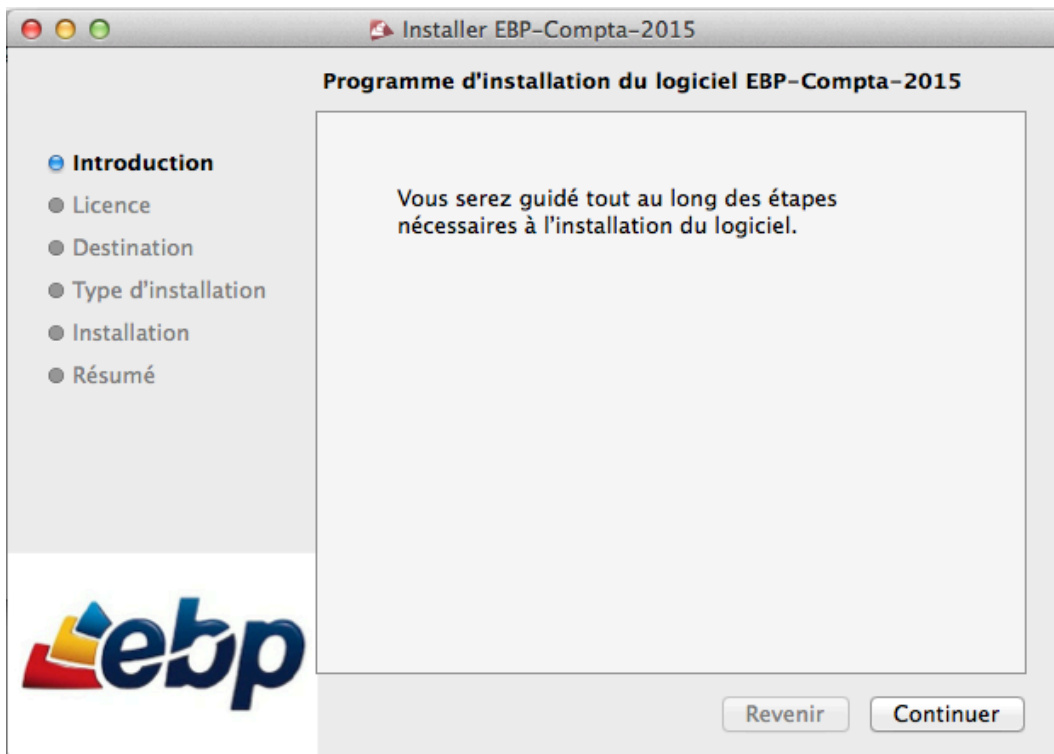 Installer EBP-Compta-2015
Programme d'installation du logiciel EBP-Compta-2015
Introduction
Licence
Destination
Type d'installation
Installation
Résumé
Vous serez guidé tout au long des étapes
nécessaires à l'installation du logiciel.
ebp
Revenir
Continuer